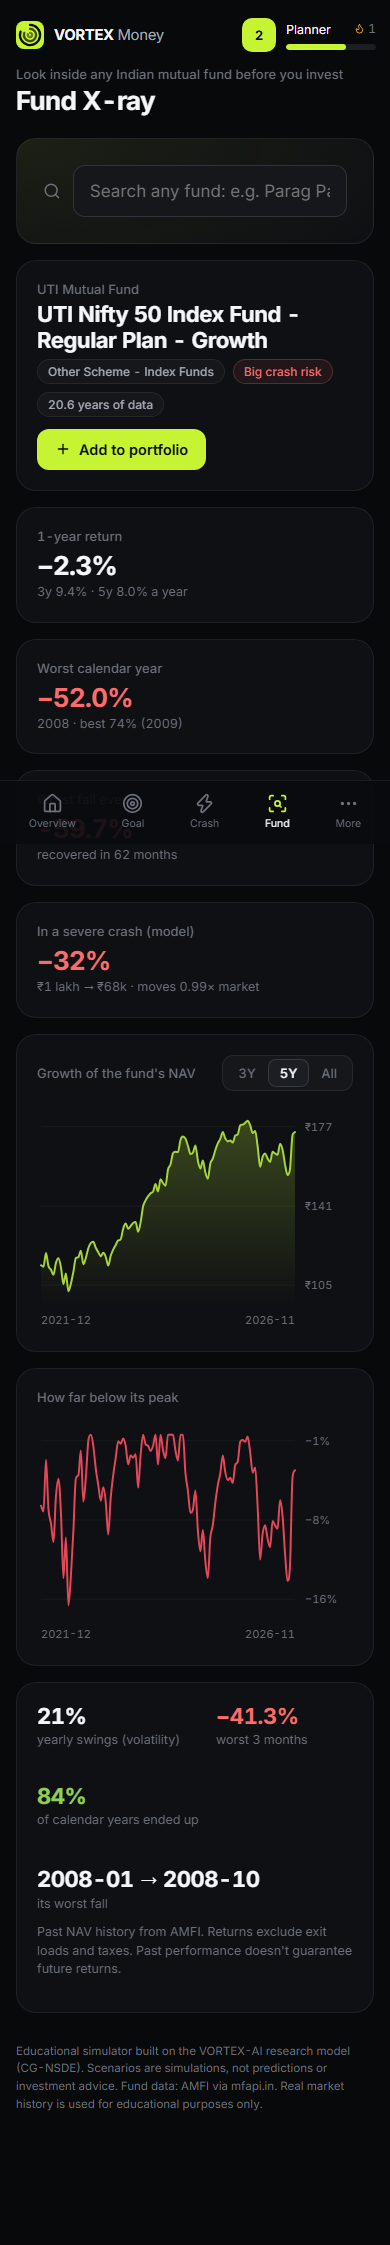 VORTEX Money
2
Planner
1
Look inside any Indian mutual fund before you invest
Fund X-ray
Search any fund: e.g. Parag Pa
UTI Mutual Fund
UTI Nifty 50 Index Fund -
Regular Plan - Growth
Other Scheme - Index Funds
Big crash risk
20.6 years of data
+ Add to portfolio
1-year return
−2.3%
3y 9.4% · 5y 8.0% a year
Worst calendar year
−52.0%
2008 · best 74% (2009)
−59.7%
Overview
Goal
Crash
Fund
More
recovered in 62 months
In a severe crash (model)
−32%
₹1 lakh → ₹68k · moves 0.99× market
Growth of the fund's NAV
3Y 5Y All
₹177
₹141
₹105
2021-12 2026-11
How far below its peak
−1%
−8%
−16%
2021-12 2026-11
21%
yearly swings (volatility)
−41.3%
worst 3 months
84%
of calendar years ended up
2008-01 → 2008-10
its worst fall
Past NAV history from AMFI. Returns exclude exit
loads and taxes. Past performance doesn't guarantee
future returns.
Educational simulator built on the VORTEX-AI research model
(CG-NSDE). Scenarios are simulations, not predictions or
investment advice. Fund data: AMFI via mfapi.in. Real market
history is used for educational purposes only.